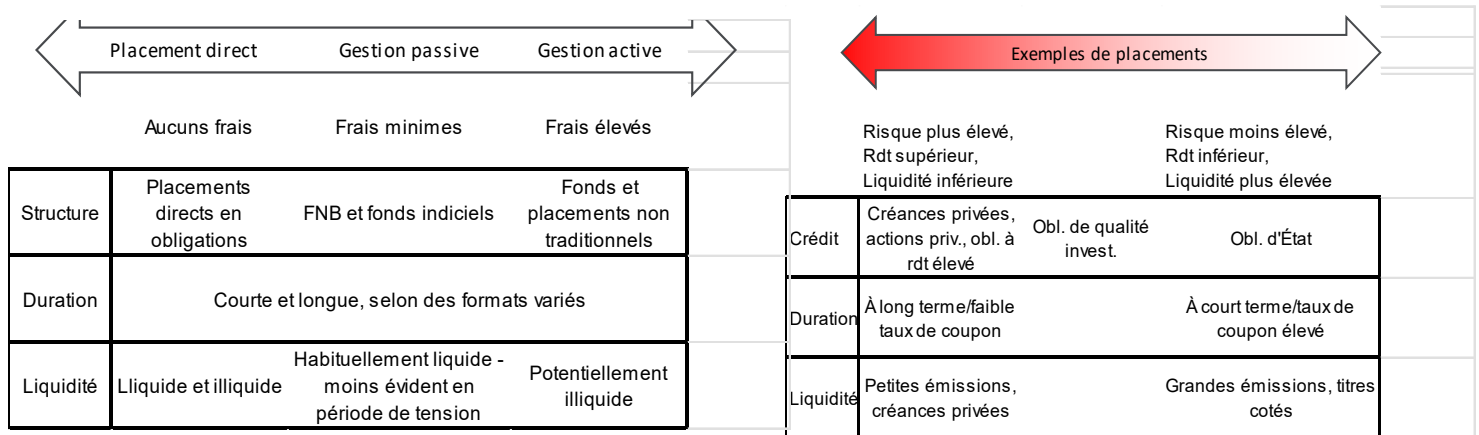 Placement direct Gestion passive Gestion active
Aucuns frais Frais minimes Frais élevés
Structure
Placements
directs en
obligations
FNB et fonds indiciels
Fonds et
placements non
traditionnels
Duration
Courte et longue, selon des formats variés
Liquidité
Lliquide et illiquide
Habituellement liquide -
moins évident en
période de tension
Potentiellement
illiquide
Exemples de placements
Risque plus élevé,
Rdt supérieur,
Liquidité inférieure
Risque moins élevé,
Rdt inférieur,
Liquidité plus élevée
Crédit
Créances privées,
actions priv., obl. à
rdt élevé
Obl. de qualité
invest.
Obl. d'État
Duration
À long terme/faible
taux de coupon
À court terme/taux de
coupon élevé
Liquidité
Petites émissions,
créances privées
Grandes émissions, titres
cotés